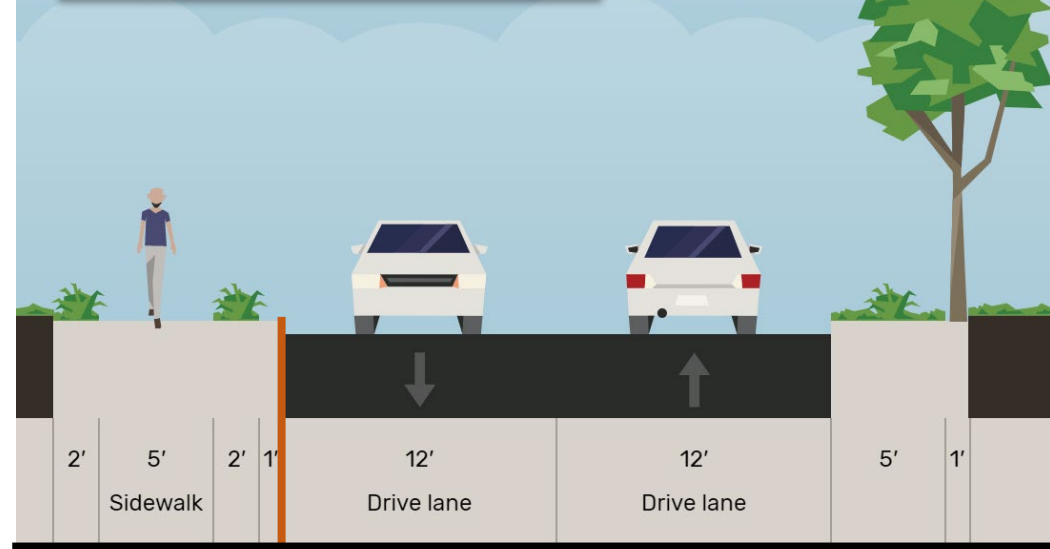 2′ 5′ 2′ 1′ 12′ 12′ 5′ 1′
Sidewalk Drive lane Drive lane